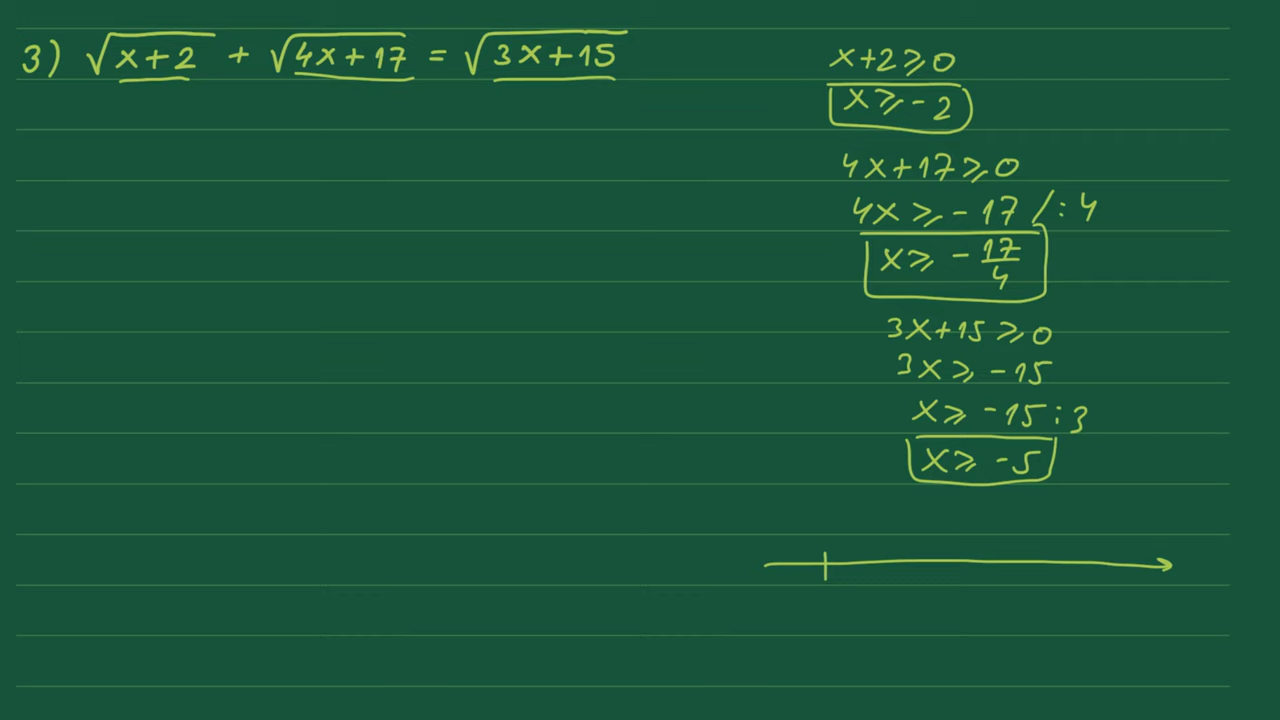 3) √(x+2) + √(4x+17) = √(3x+15)
x+2⩾0
x⩾-2
4x+17⩾0
4x⩾-17 /:4
x⩾ -17/4
3x+15⩾0
3x⩾-15
x⩾ -15:3
x⩾ -5